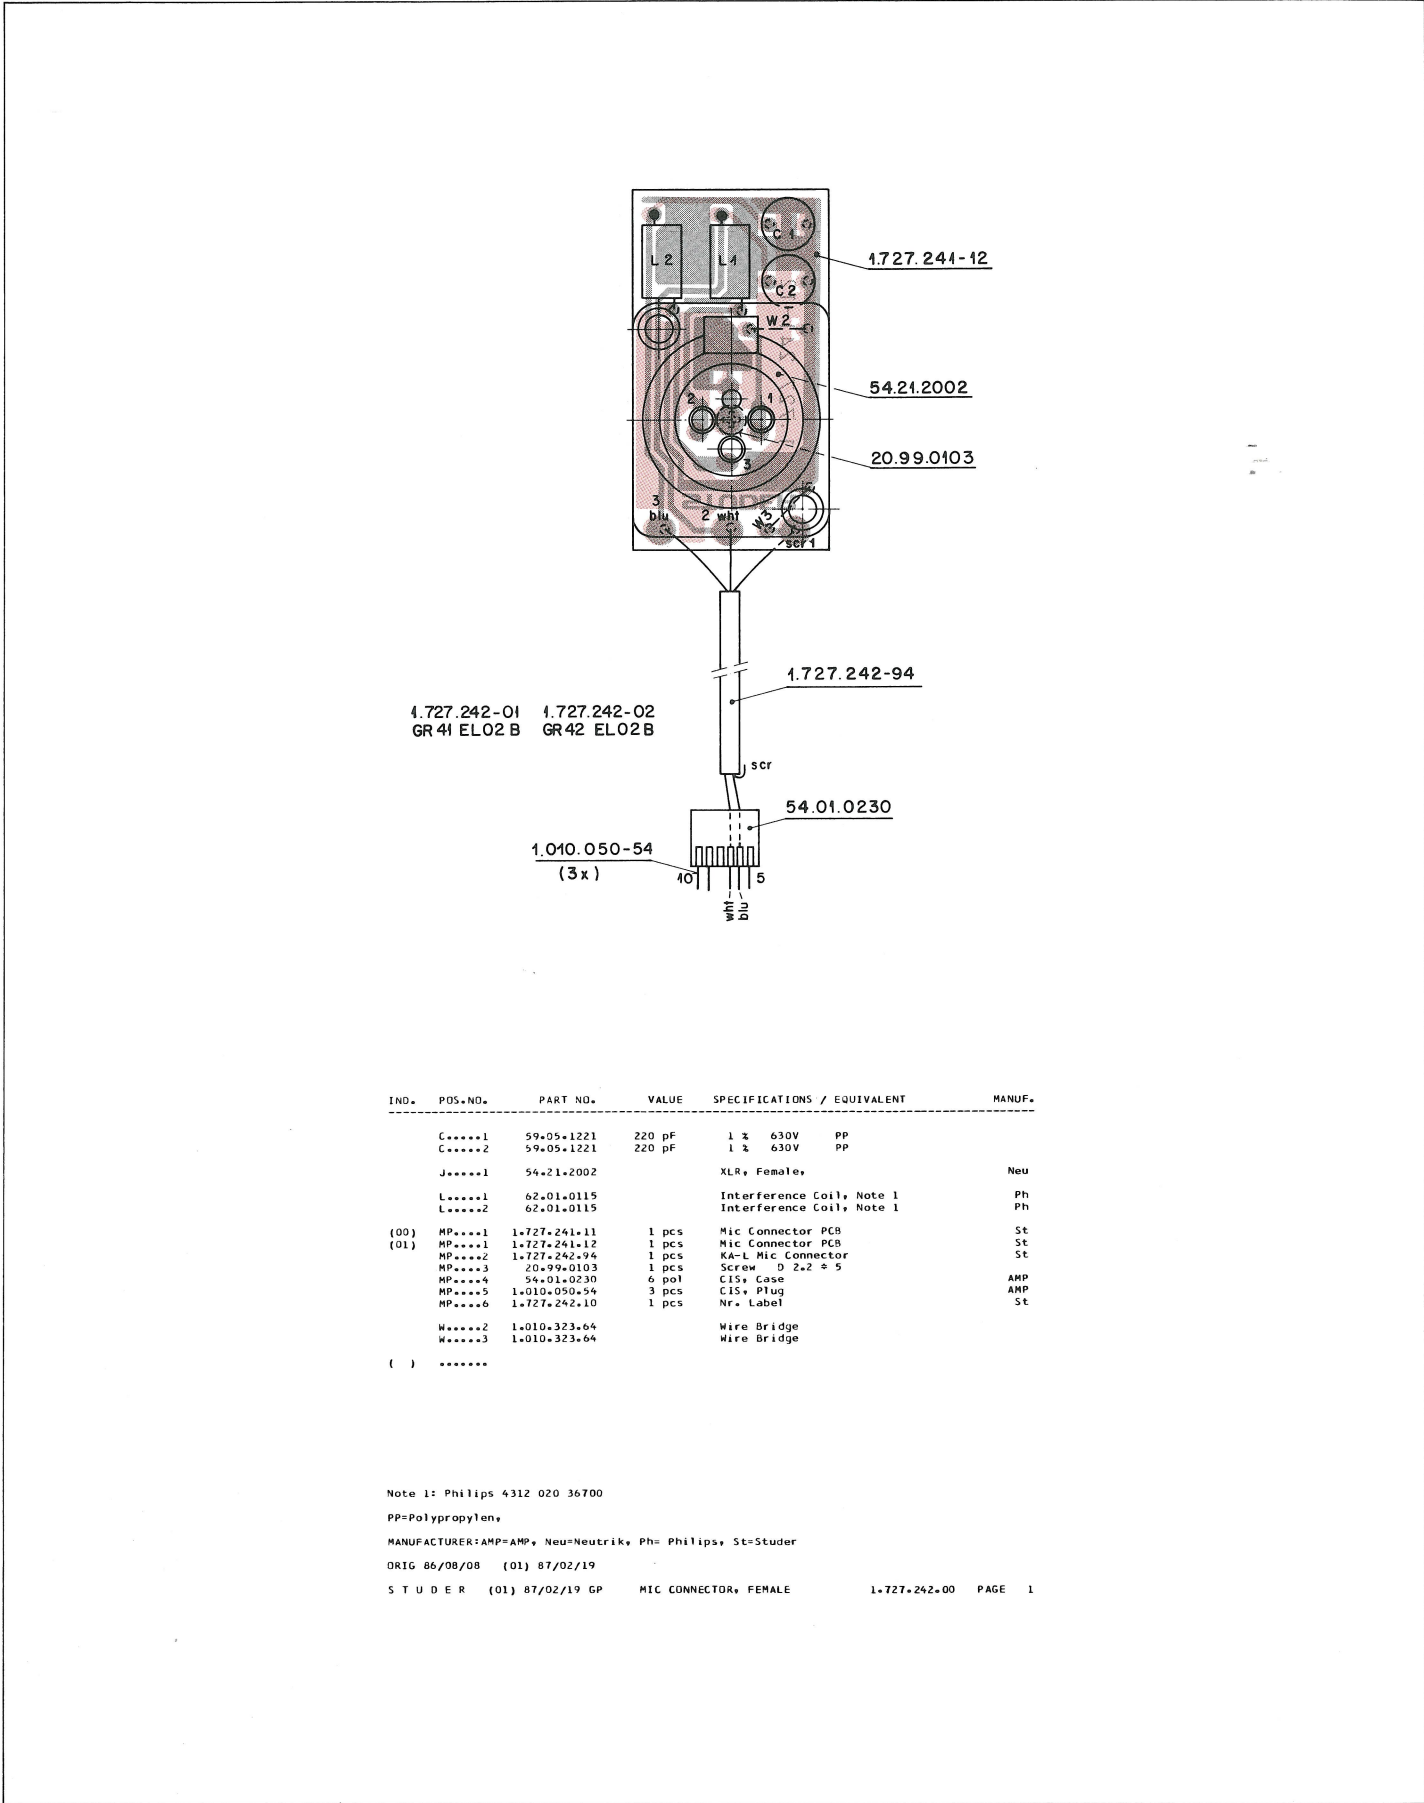 L 2
L 1
C 1
C 2
W 2
1.727.241-12
54.21.2002
20.99.0103
2
1
3
3
blu
2 wht
W3
scr 1
1.727.242-94
1.727.242-01 1.727.242-02
GR 41 EL02 B GR42 EL02B
scr
54.01.0230
1.010.050-54
(3x)
10
5
wht
blu
IND. POS.NO. PART NO. VALUE SPECIFICATIONS / EQUIVALENT MANUF.
C.....1 59.05.1221 220 pF 1 % 630V PP
C.....2 59.05.1221 220 pF 1 % 630V PP
J.....1 54.21.2002 XLR, Female, Neu
L.....1 62.01.0115 Interference Coil, Note 1 Ph
L.....2 62.01.0115 Interference Coil, Note 1 Ph
(00) MP....1 1.727.241.11 1 pcs Mic Connector PCB St
(01) MP....1 1.727.241.12 1 pcs Mic Connector PCB St
MP....2 1.727.242.94 1 pcs KA-L Mic Connector St
MP....3 20.99.0103 1 pcs Screw D 2.2 * 5
MP....4 54.01.0230 6 pol CIS, Case AMP
MP....5 1.010.050.54 3 pcs CIS, Plug AMP
MP....6 1.727.242.10 1 pcs Nr. Label St
W.....2 1.010.323.64 Wire Bridge
W.....3 1.010.323.64 Wire Bridge
( ) .......
Note 1: Philips 4312 020 36700
PP=Polypropylen,
MANUFACTURER:AMP=AMP, Neu=Neutrik, Ph= Philips, St=Studer
ORIG 86/08/08 (01) 87/02/19
S T U D E R (01) 87/02/19 GP MIC CONNECTOR, FEMALE 1.727.242.00 PAGE 1